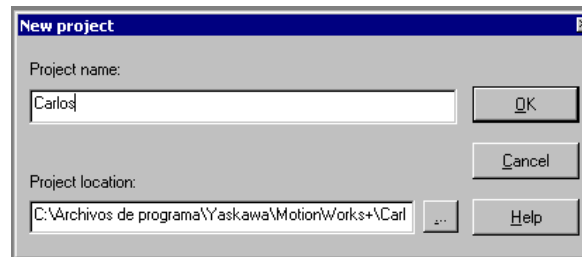 New project
Project name:
Carlos
OK
Cancel
Project location:
C:\Archivos de programa\Yaskawa\MotionWorks+\Carl
...
Help